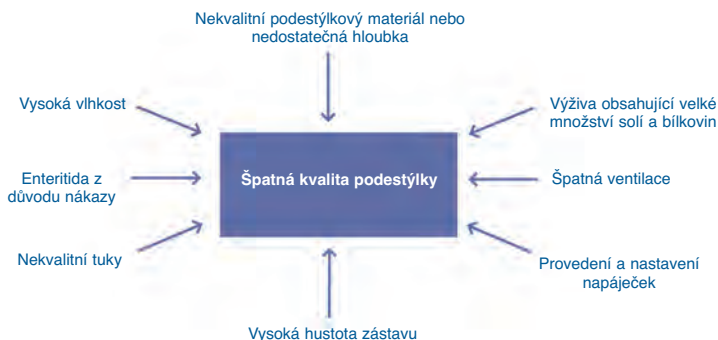 Nekvalitní podestýlkový materiál nebo
nedostatečná hloubka
Vysoká vlhkost
Výživa obsahující velké
množství solí a bílkovin
Enteritida z
důvodu nákazy
Špatná kvalita podestýlky
Špatná ventilace
Nekvalitní tuky
Provedení a nastavení
napáječek
Vysoká hustota zástavu